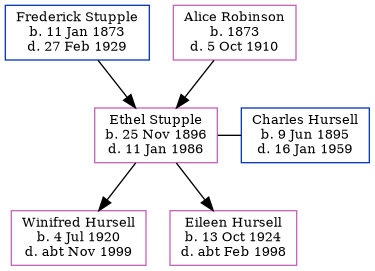 Frederick Stupple
b. 11 Jan 1873
d. 27 Feb 1929
Alice Robinson
b. 1873
d. 5 Oct 1910
Ethel Stupple
b. 25 Nov 1896
d. 11 Jan 1986
Charles Hursell
b. 9 Jun 1895
d. 16 Jan 1959
Winifred Hursell
b. 4 Jul 1920
d. abt Nov 1999
Eileen Hursell
b. 13 Oct 1924
d. abt Feb 1998